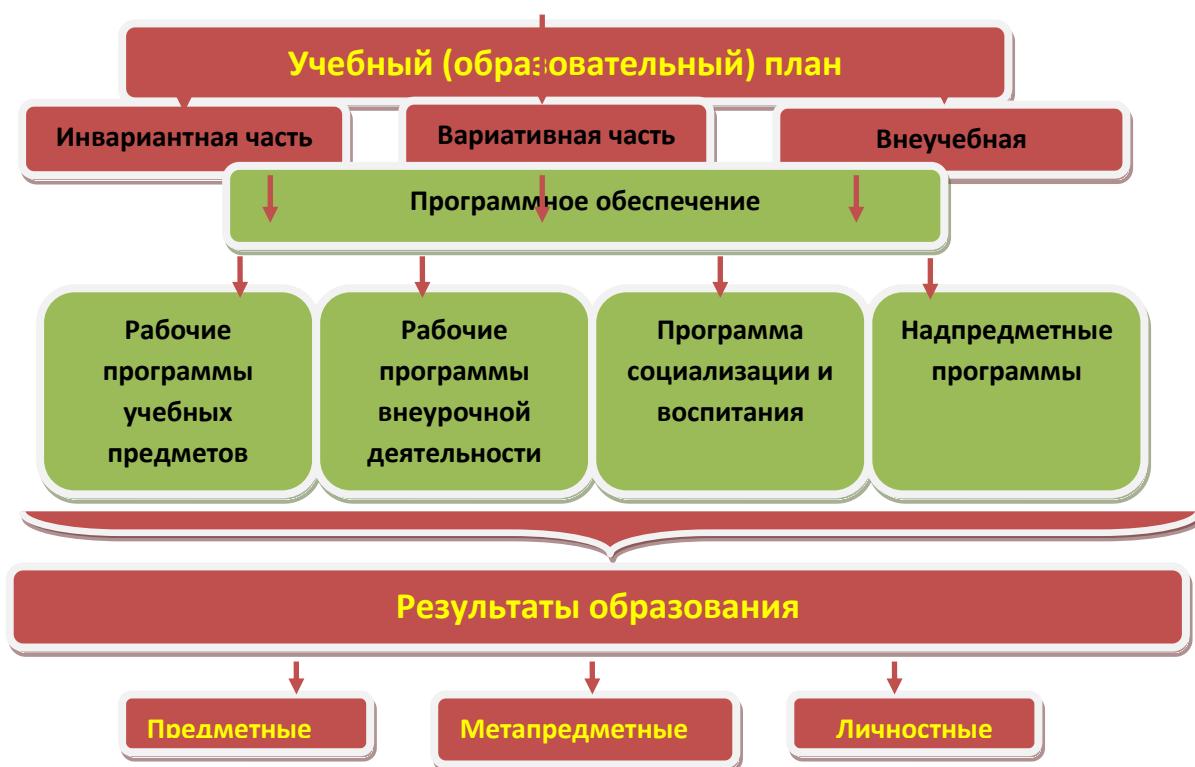 Учебный (образовательный) план
Инвариантная часть
Вариативная часть
Внеучебная
Программное обеспечение
Рабочие
программы
учебных
предметов
Рабочие
программы
внеурочной
деятельности
Программа
социализации и
воспитания
Надпредметные
программы
Результаты образования
Предметные
Метапредметные
Личностные